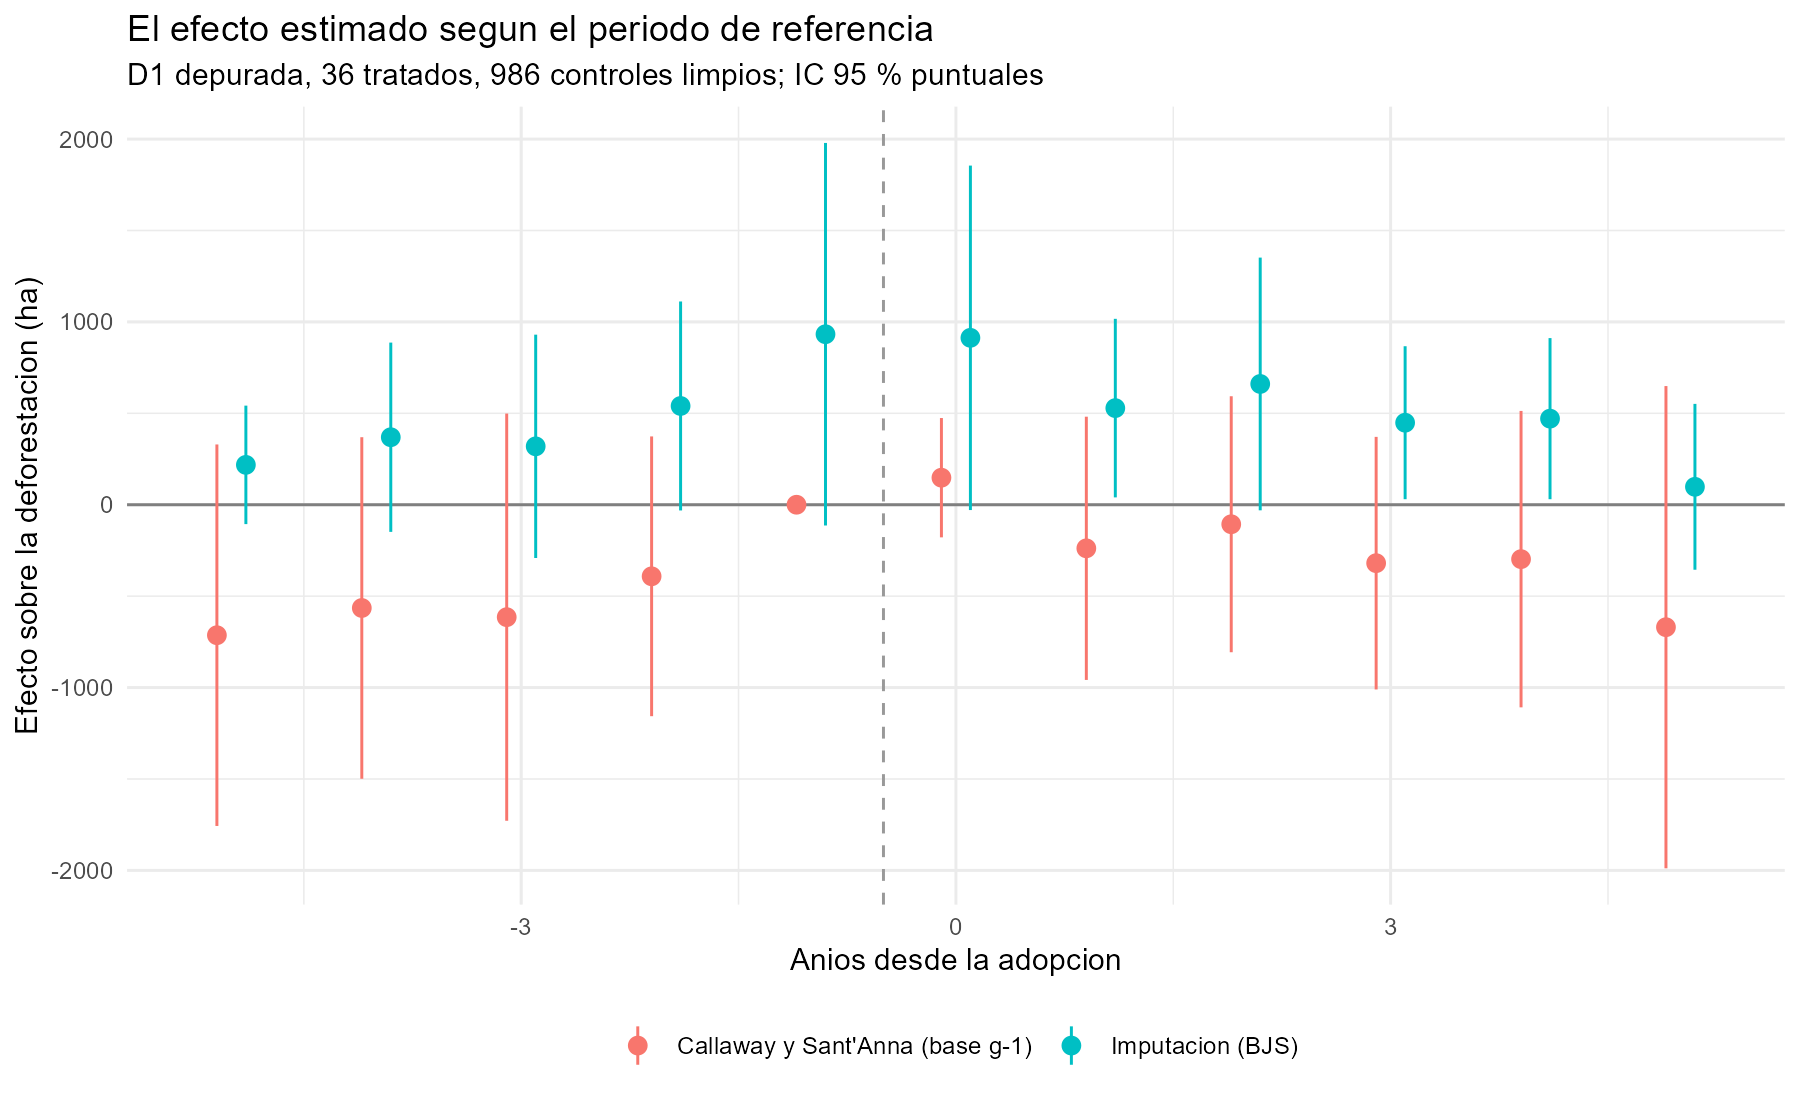 El efecto estimado segun el periodo de referencia
D1 depurada, 36 tratados, 986 controles limpios; IC 95 % puntuales
Efecto sobre la deforestacion (ha)
2000
1000
0
-1000
-2000
-3
0
3
Anios desde la adopcion
Callaway y Sant'Anna (base g-1)
Imputacion (BJS)